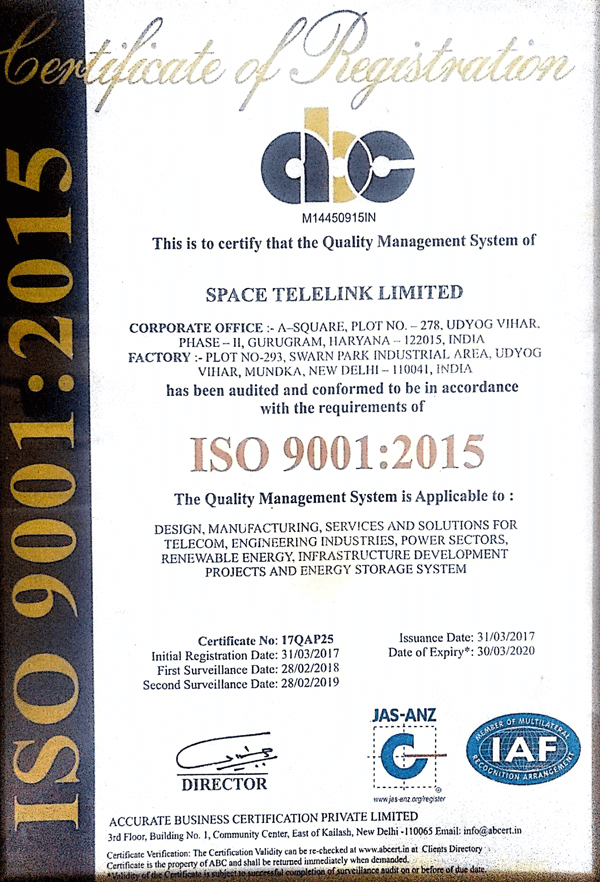 Certificate of Registration
ISO 9001:2015
abc
M14450915IN
This is to certify that the Quality Management System of
SPACE TELELINK LIMITED
CORPORATE OFFICE :- A–SQUARE, PLOT NO. – 278, UDYOG VIHAR,
PHASE – II, GURUGRAM, HARYANA – 122015, INDIA
FACTORY :- PLOT NO-293, SWARN PARK INDUSTRIAL AREA, UDYOG
VIHAR, MUNDKA, NEW DELHI – 110041, INDIA
has been audited and conformed to be in accordance
with the requirements of
ISO 9001:2015
The Quality Management System is Applicable to :
DESIGN, MANUFACTURING, SERVICES AND SOLUTIONS FOR
TELECOM, ENGINEERING INDUSTRIES, POWER SECTORS,
RENEWABLE ENERGY, INFRASTRUCTURE DEVELOPMENT
PROJECTS AND ENERGY STORAGE SYSTEM
Certificate No: 17QAP25
Initial Registration Date: 31/03/2017
First Surveillance Date: 28/02/2018
Second Surveillance Date: 28/02/2019
Issuance Date: 31/03/2017
Date of Expiry*: 30/03/2020
DIRECTOR
JAS-ANZ
C
®
www.jas-anz.org/register
MEMBER OF MULTILATERAL
IAF
RECOGNITION ARRANGEMENT
ACCURATE BUSINESS CERTIFICATION PRIVATE LIMITED
3rd Floor, Building No. 1, Community Center, East of Kailash, New Delhi -110065 Email: info@abcert.in
Certificate Verification: The Certification Validity can be re-checked at www.abcert.in at Clients Directory
Certificate is the property of ABC and shall be returned immediately when demanded.
*Validity of the Certificate is subject to successful completion of surveillance audit on or before of due date.